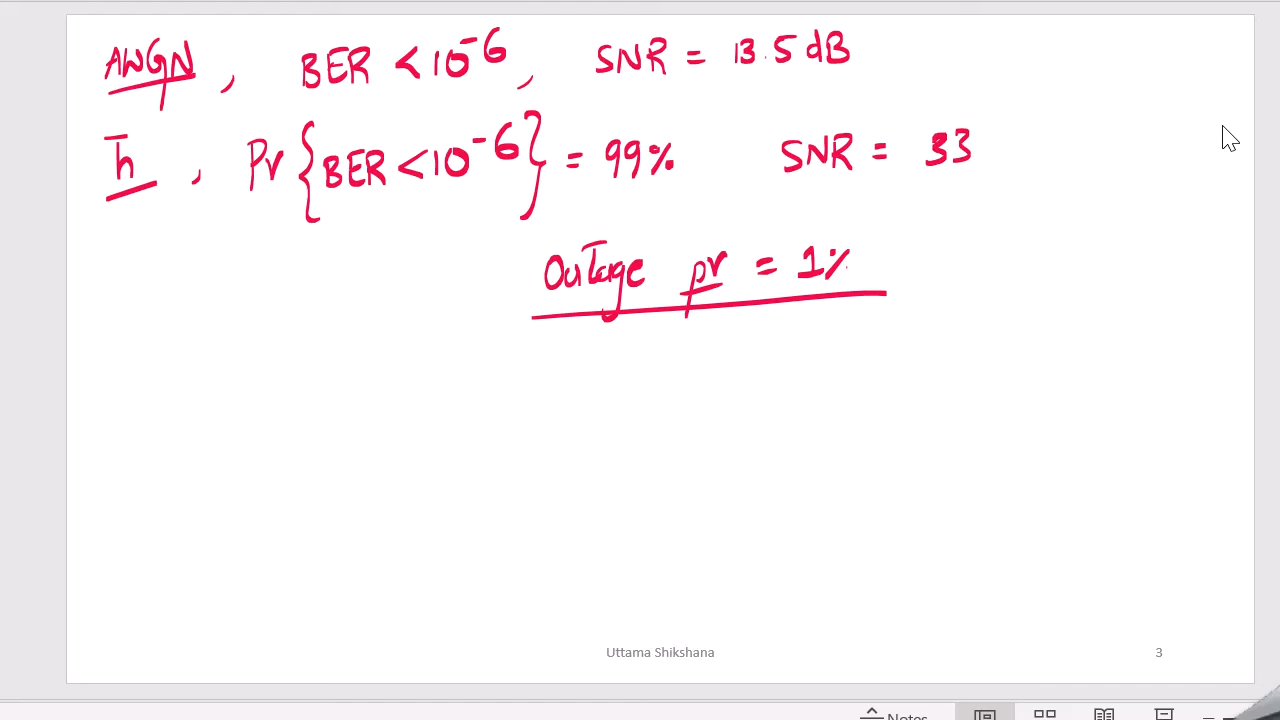 AWGN, BER < 10⁻⁶, SNR = 13.5 dB
h, Pr{BER < 10⁻⁶} = 99% SNR = 33
Outage pr = 1%
Uttama Shikshana 3
Notes